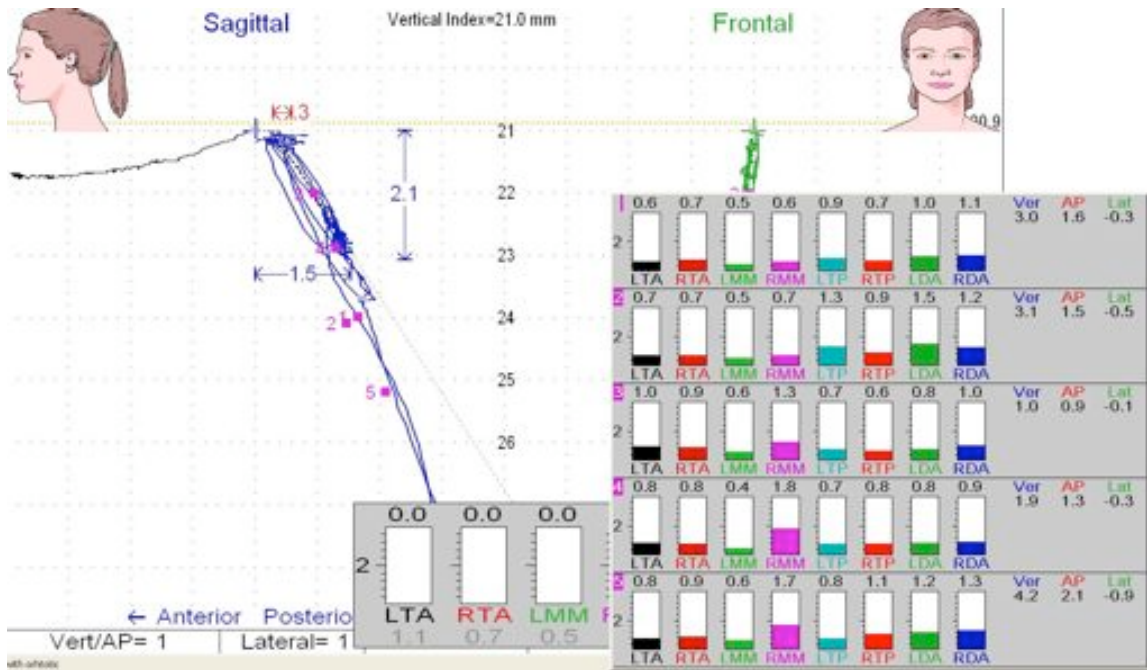 Sagittal
Vertical Index=21.0 mm
Frontal
.3
21
2.1
22
23
1.5
24
2
25
5
26
0.0 0.0 0.0
2
LTA RTA LMM
1.1 0.7 0.5
← Anterior Posterio
Vert/AP= 1 Lateral= 1
0.6 0.7 0.5 0.6 0.9 0.7 1.0 1.1 Ver AP Lat
3.0 1.6 -0.3
2
LTA RTA LMM RMM LTP RTP LDA RDA
2
0.7 0.7 0.5 0.7 1.3 0.9 1.5 1.2 Ver AP Lat
3.1 1.5 -0.5
2
LTA RTA LMM RMM LTP RTP LDA RDA
3
1.0 0.9 0.6 1.3 0.7 0.6 0.8 1.0 Ver AP Lat
1.0 0.9 -0.1
2
LTA RTA LMM RMM LTP RTP LDA RDA
4
0.8 0.8 0.4 1.8 0.7 0.8 0.8 0.9 Ver AP Lat
1.9 1.3 -0.3
2
LTA RTA LMM RMM LTP RTP LDA RDA
0.8 0.9 0.6 1.7 0.8 1.1 1.2 1.3 Ver AP Lat
4.2 2.1 -0.9
2
LTA RTA LMM RMM LTP RTP LDA RDA